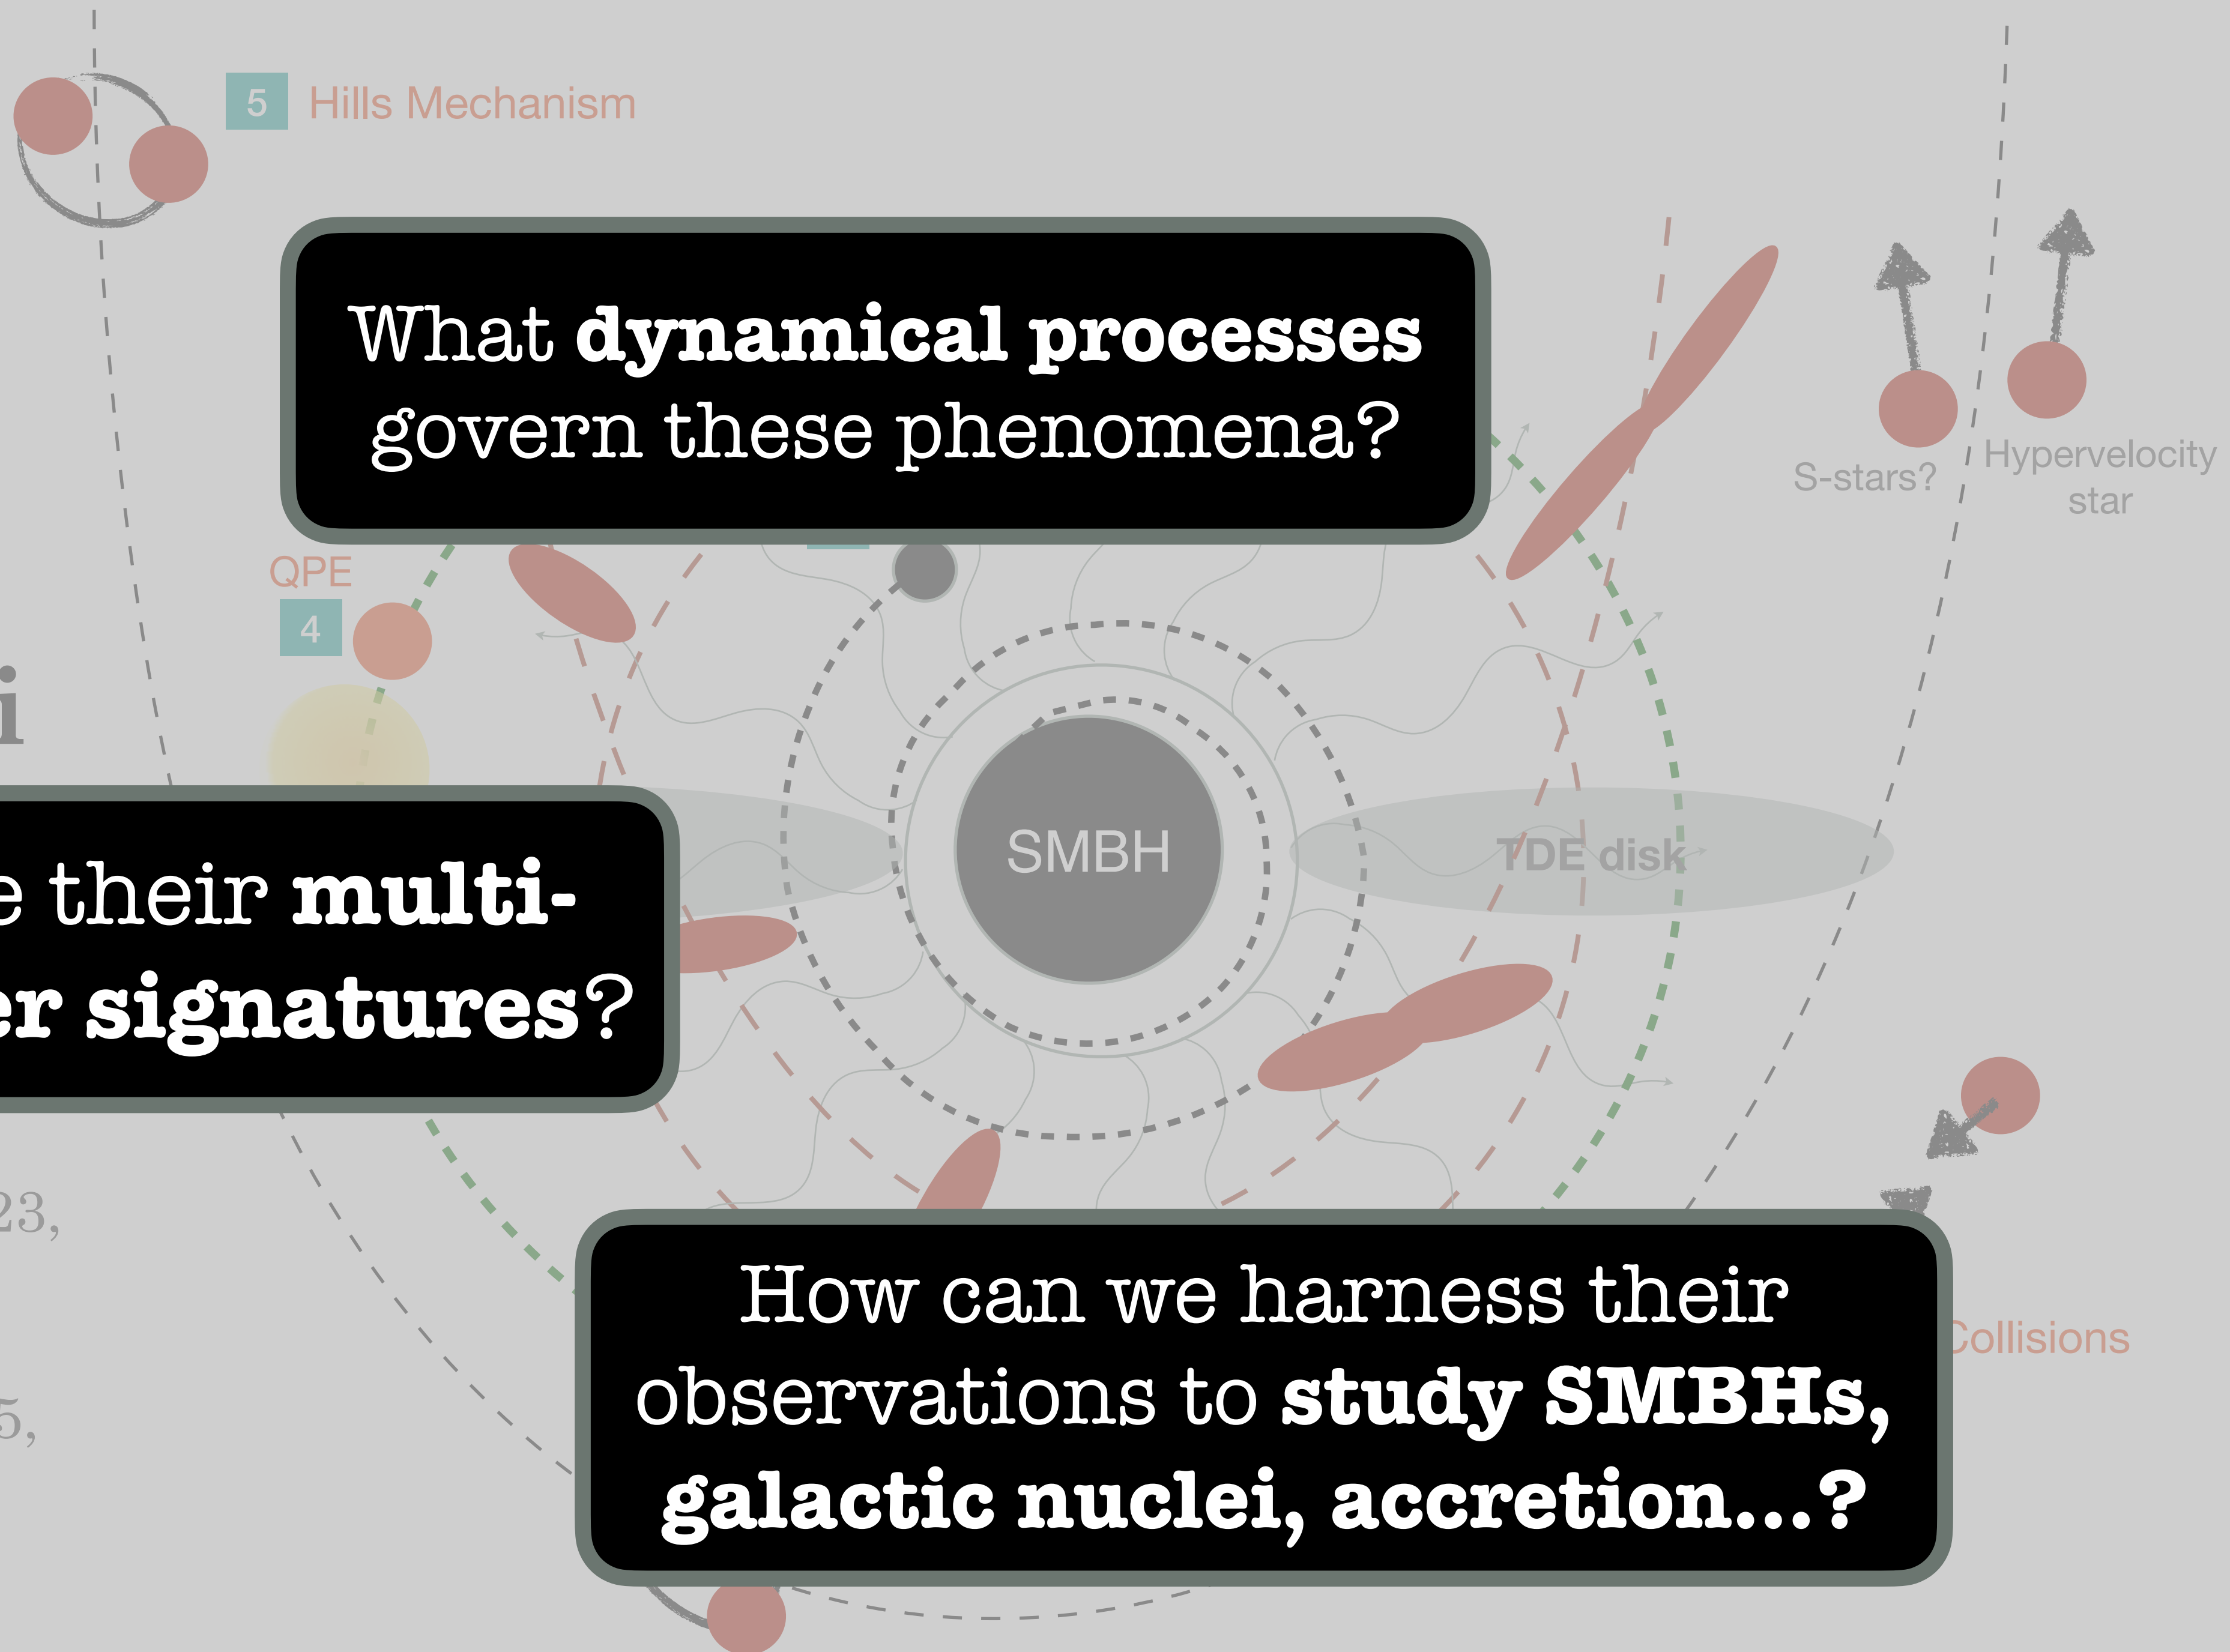 5 Hills Mechanism
What dynamical processes
govern these phenomena?
S-stars?
Hypervelocity
star
QPE
4
i
SMBH
TDE disk
e their multi-
er signatures?
23,
5,
How can we harness their
observations to study SMBHs,
galactic nuclei, accretion...?
Collisions